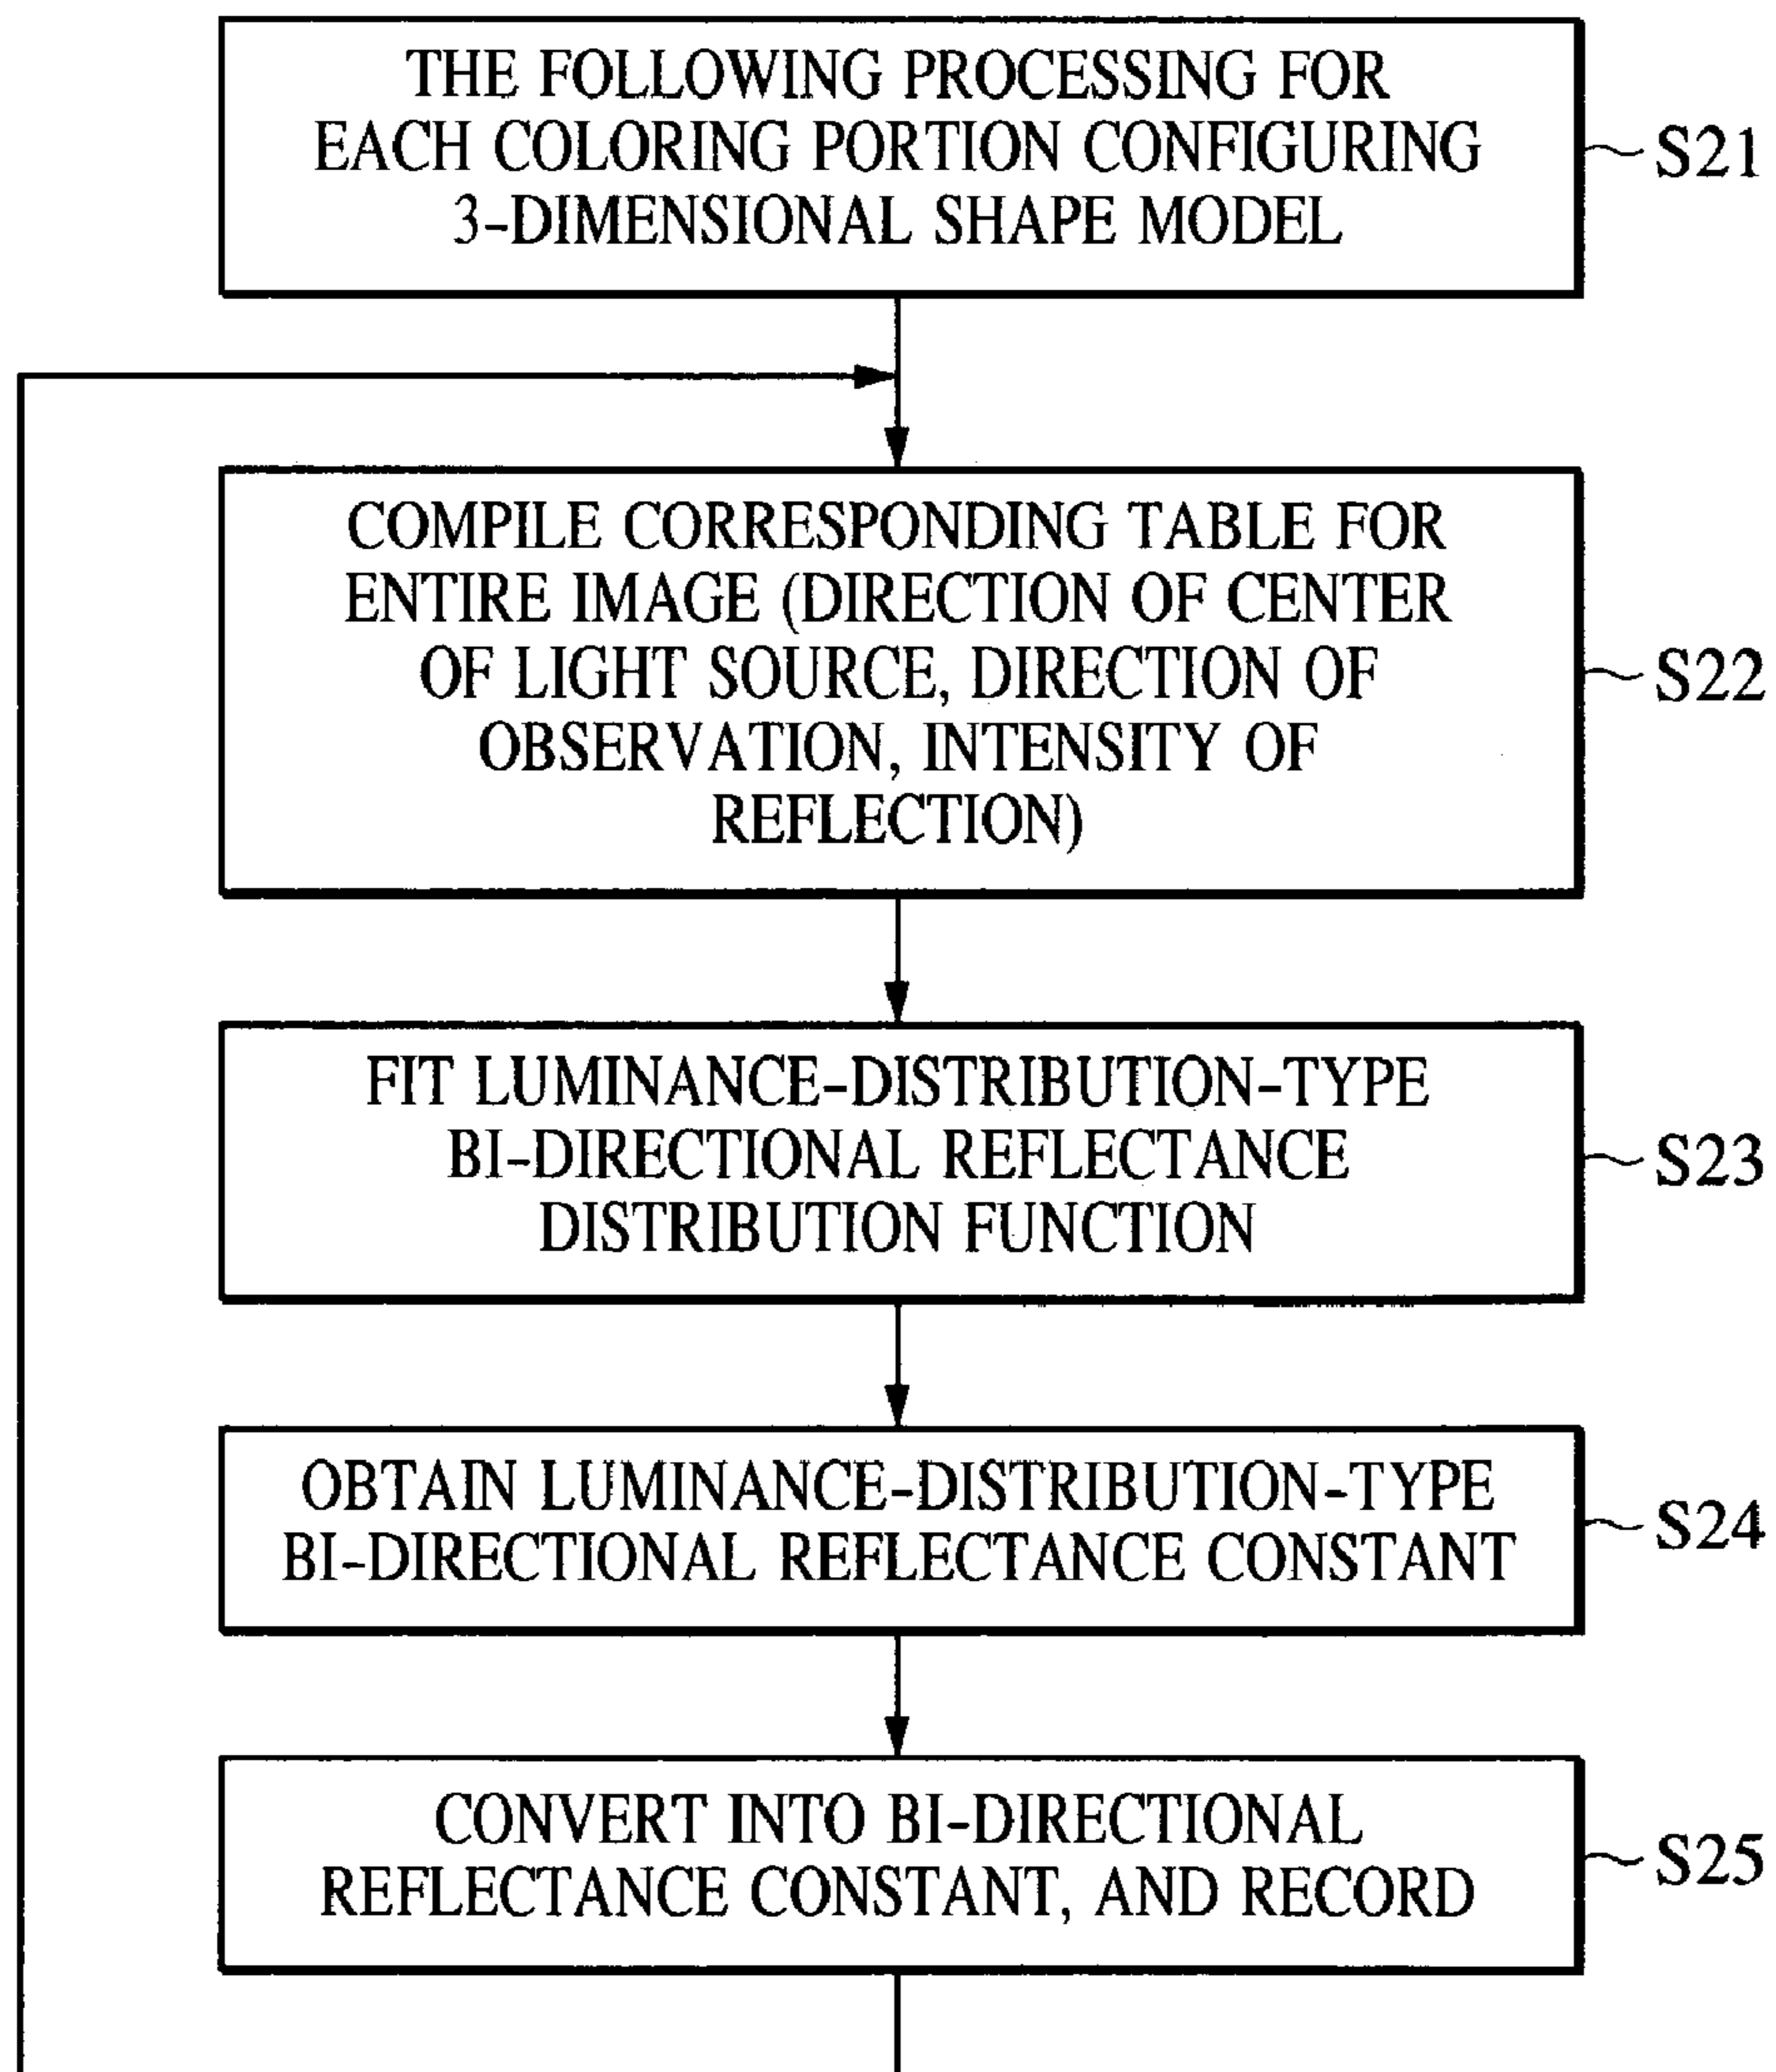 THE FOLLOWING PROCESSING FOR
EACH COLORING PORTION CONFIGURING
3-DIMENSIONAL SHAPE MODEL
S21
COMPILE CORRESPONDING TABLE FOR
ENTIRE IMAGE (DIRECTION OF CENTER
OF LIGHT SOURCE, DIRECTION OF
OBSERVATION, INTENSITY OF
REFLECTION)
S22
FIT LUMINANCE-DISTRIBUTION-TYPE
BI-DIRECTIONAL REFLECTANCE
DISTRIBUTION FUNCTION
S23
OBTAIN LUMINANCE-DISTRIBUTION-TYPE
BI-DIRECTIONAL REFLECTANCE CONSTANT
S24
CONVERT INTO BI-DIRECTIONAL
REFLECTANCE CONSTANT, AND RECORD
S25